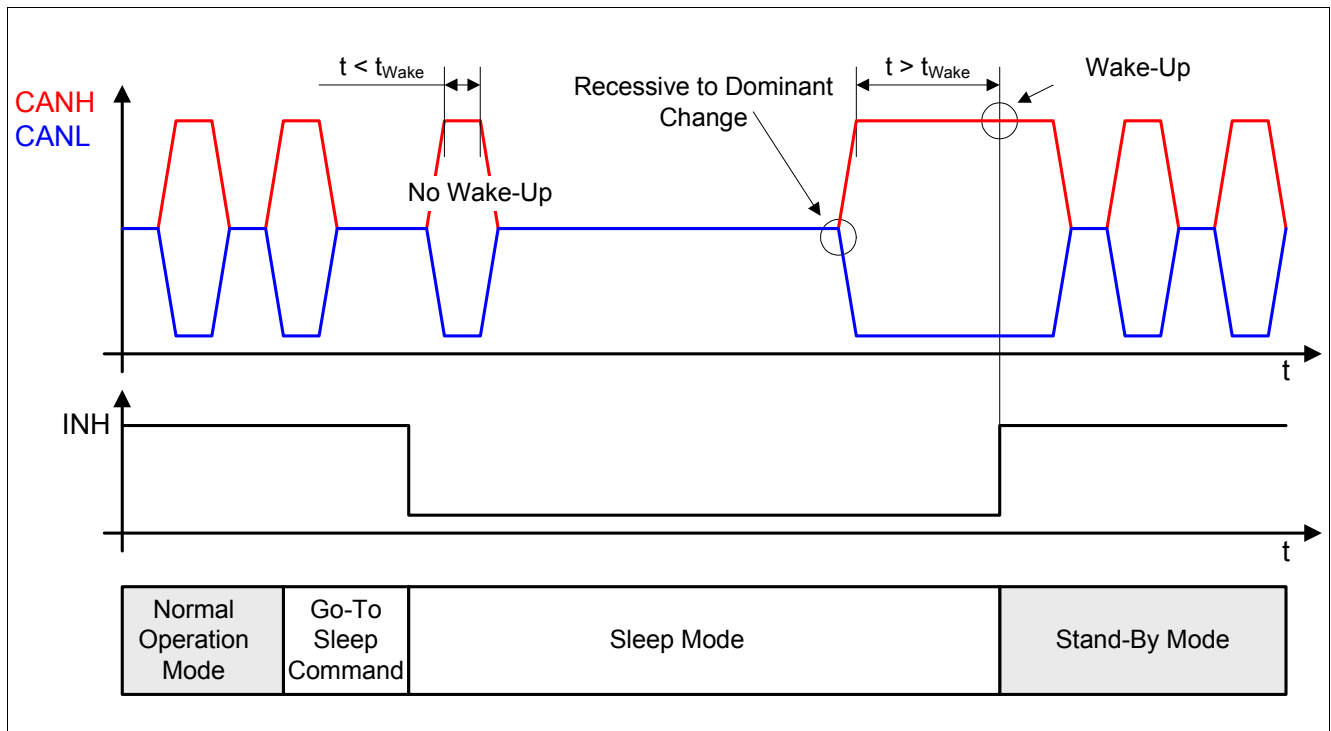 t < tWake
t > tWake
Wake-Up
Recessive to Dominant
Change
CANH
CANL
No Wake-Up
t
INH
t
Normal
Operation
Mode
Go-To
Sleep
Command
Sleep Mode
Stand-By Mode